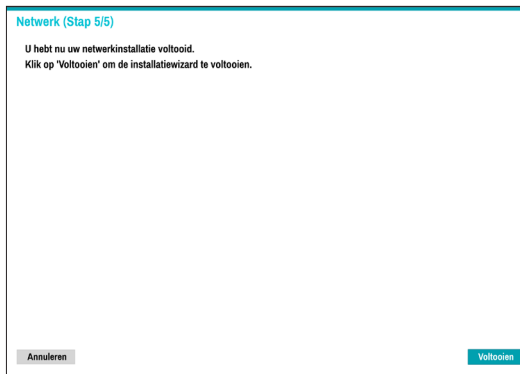 Netwerk (Stap 5/5)
U hebt nu uw netwerkinstallatie voltooid.
Klik op 'Voltooien' om de installatiewizard te voltooien.
Annuleren
Voltooien